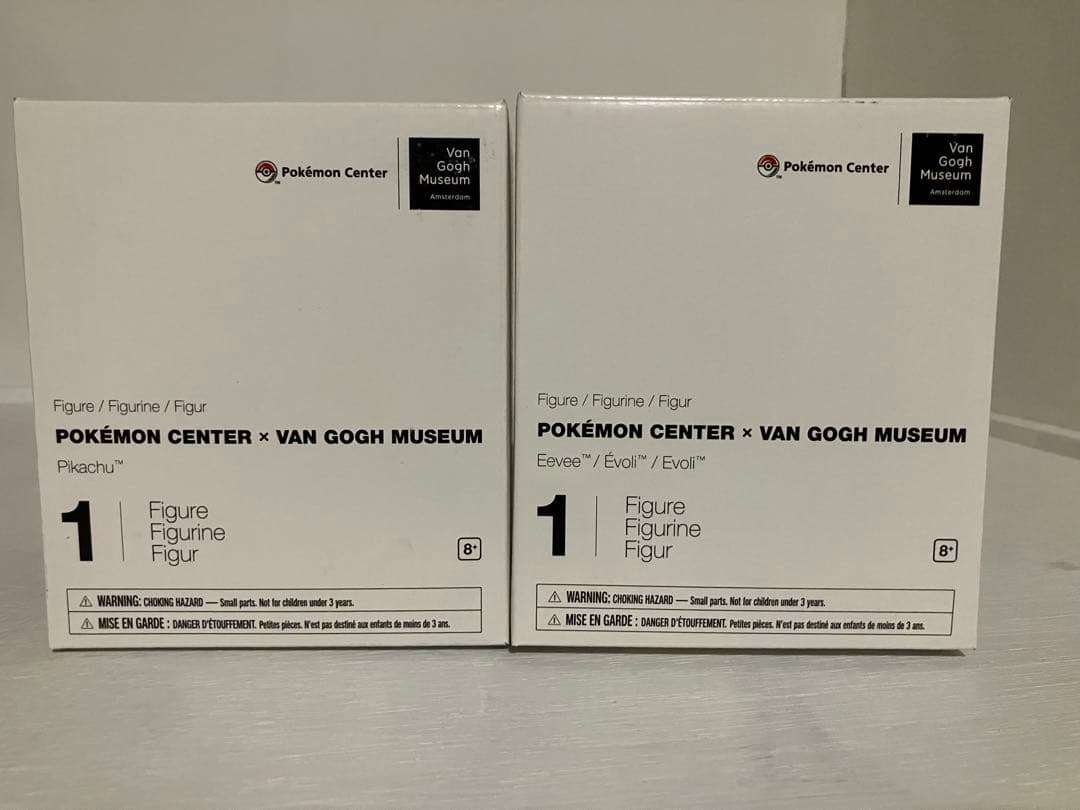 Pokémon Center
Van
Gogh
Museum
Amsterdam
Figure / Figurine / Figur
POKÉMON CENTER × VAN GOGH MUSEUM
Pikachu™
1
Figure
Figurine
Figur
8+
⚠ WARNING: CHOKING HAZARD — Small parts. Not for children under 3 years.
⚠ MISE EN GARDE : DANGER D'ÉTOUFFEMENT. Petites pièces. N'est pas destiné aux enfants de moins de 3 ans.
Pokémon Center
Van
Gogh
Museum
Amsterdam
Figure / Figurine / Figur
POKÉMON CENTER × VAN GOGH MUSEUM
Eevee™ / Évoli™ / Evoli™
1
Figure
Figurine
Figur
8+
⚠ WARNING: CHOKING HAZARD — Small parts. Not for children under 3 years.
⚠ MISE EN GARDE : DANGER D'ÉTOUFFEMENT. Petites pièces. N'est pas destiné aux enfants de moins de 3 ans.